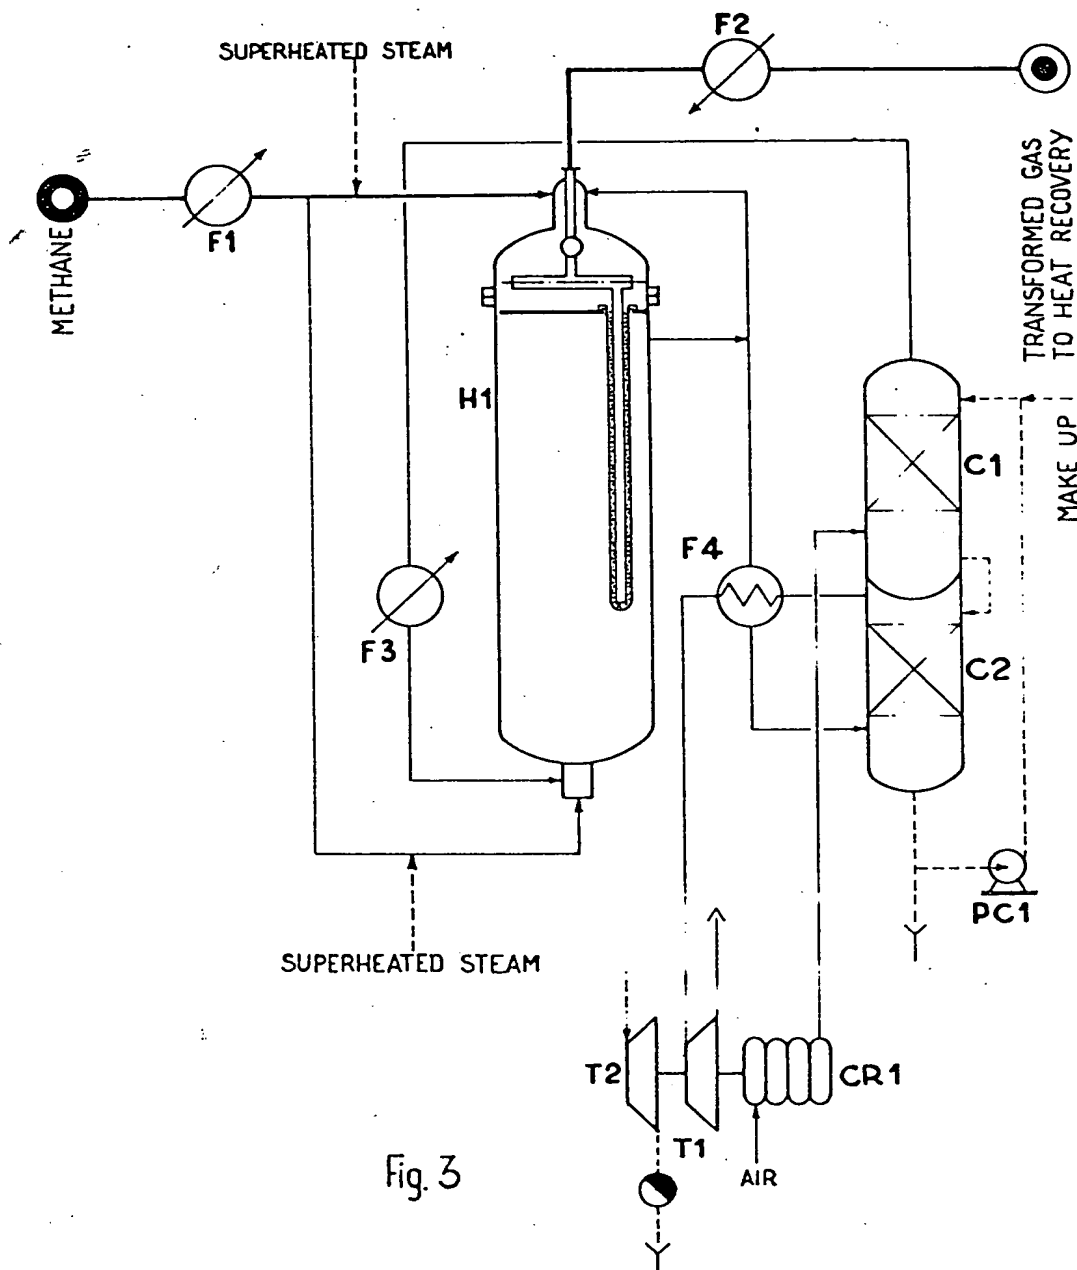 F2
SUPERHEATED STEAM
METHANE
F1
TRANSFORMED GAS
TO HEAT RECOVERY
H1
MAKE UP
C1
F4
F3
C2
PC1
SUPERHEATED STEAM
T2
CR1
T1
AIR
Fig. 3